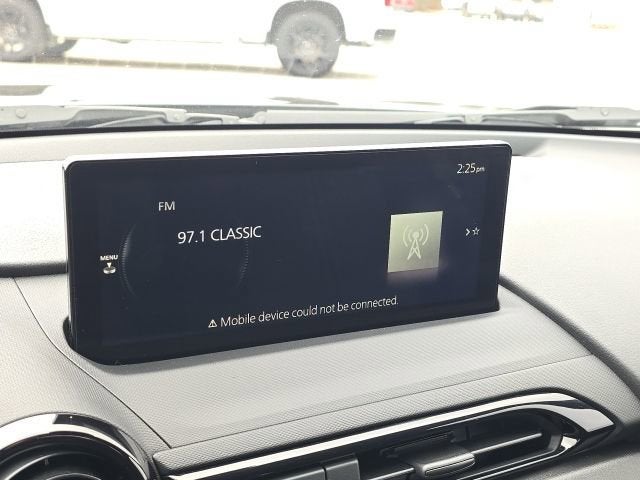 2:25pm
FM
97.1 CLASSIC
MENU
Mobile device could not be connected.